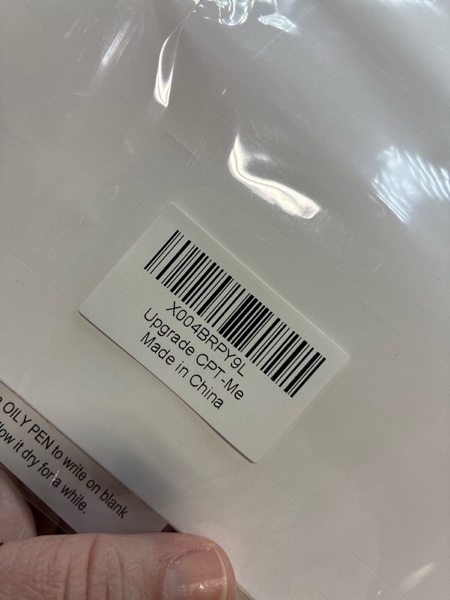 X004BRPY9L
Upgrade CPT-Me
Made in China
OILY PEN to write on blank
it dry for a while.